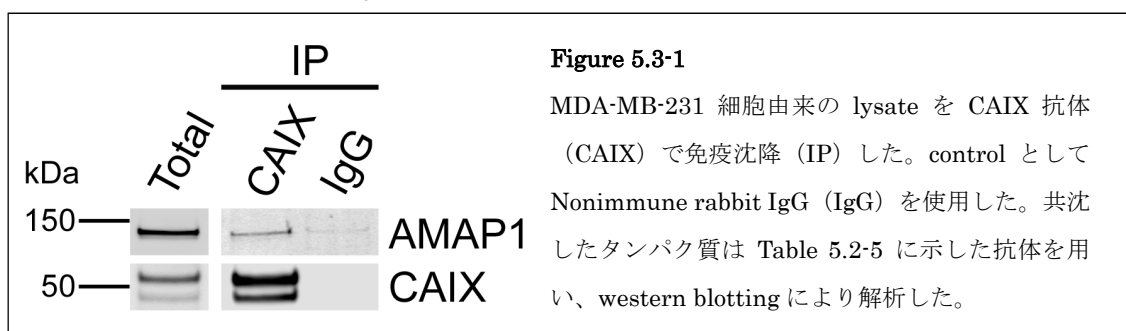 IP
Total
CAIX
IgG
kDa
150
AMAP1
50
CAIX
Figure 5.3-1
MDA-MB-231 細胞由来の lysate を CAIX 抗体
（CAIX）で免疫沈降（IP）した。control として
Nonimmune rabbit IgG（IgG）を使用した。共沈
したタンパク質は Table 5.2-5 に示した抗体を用
い、western blotting により解析した。